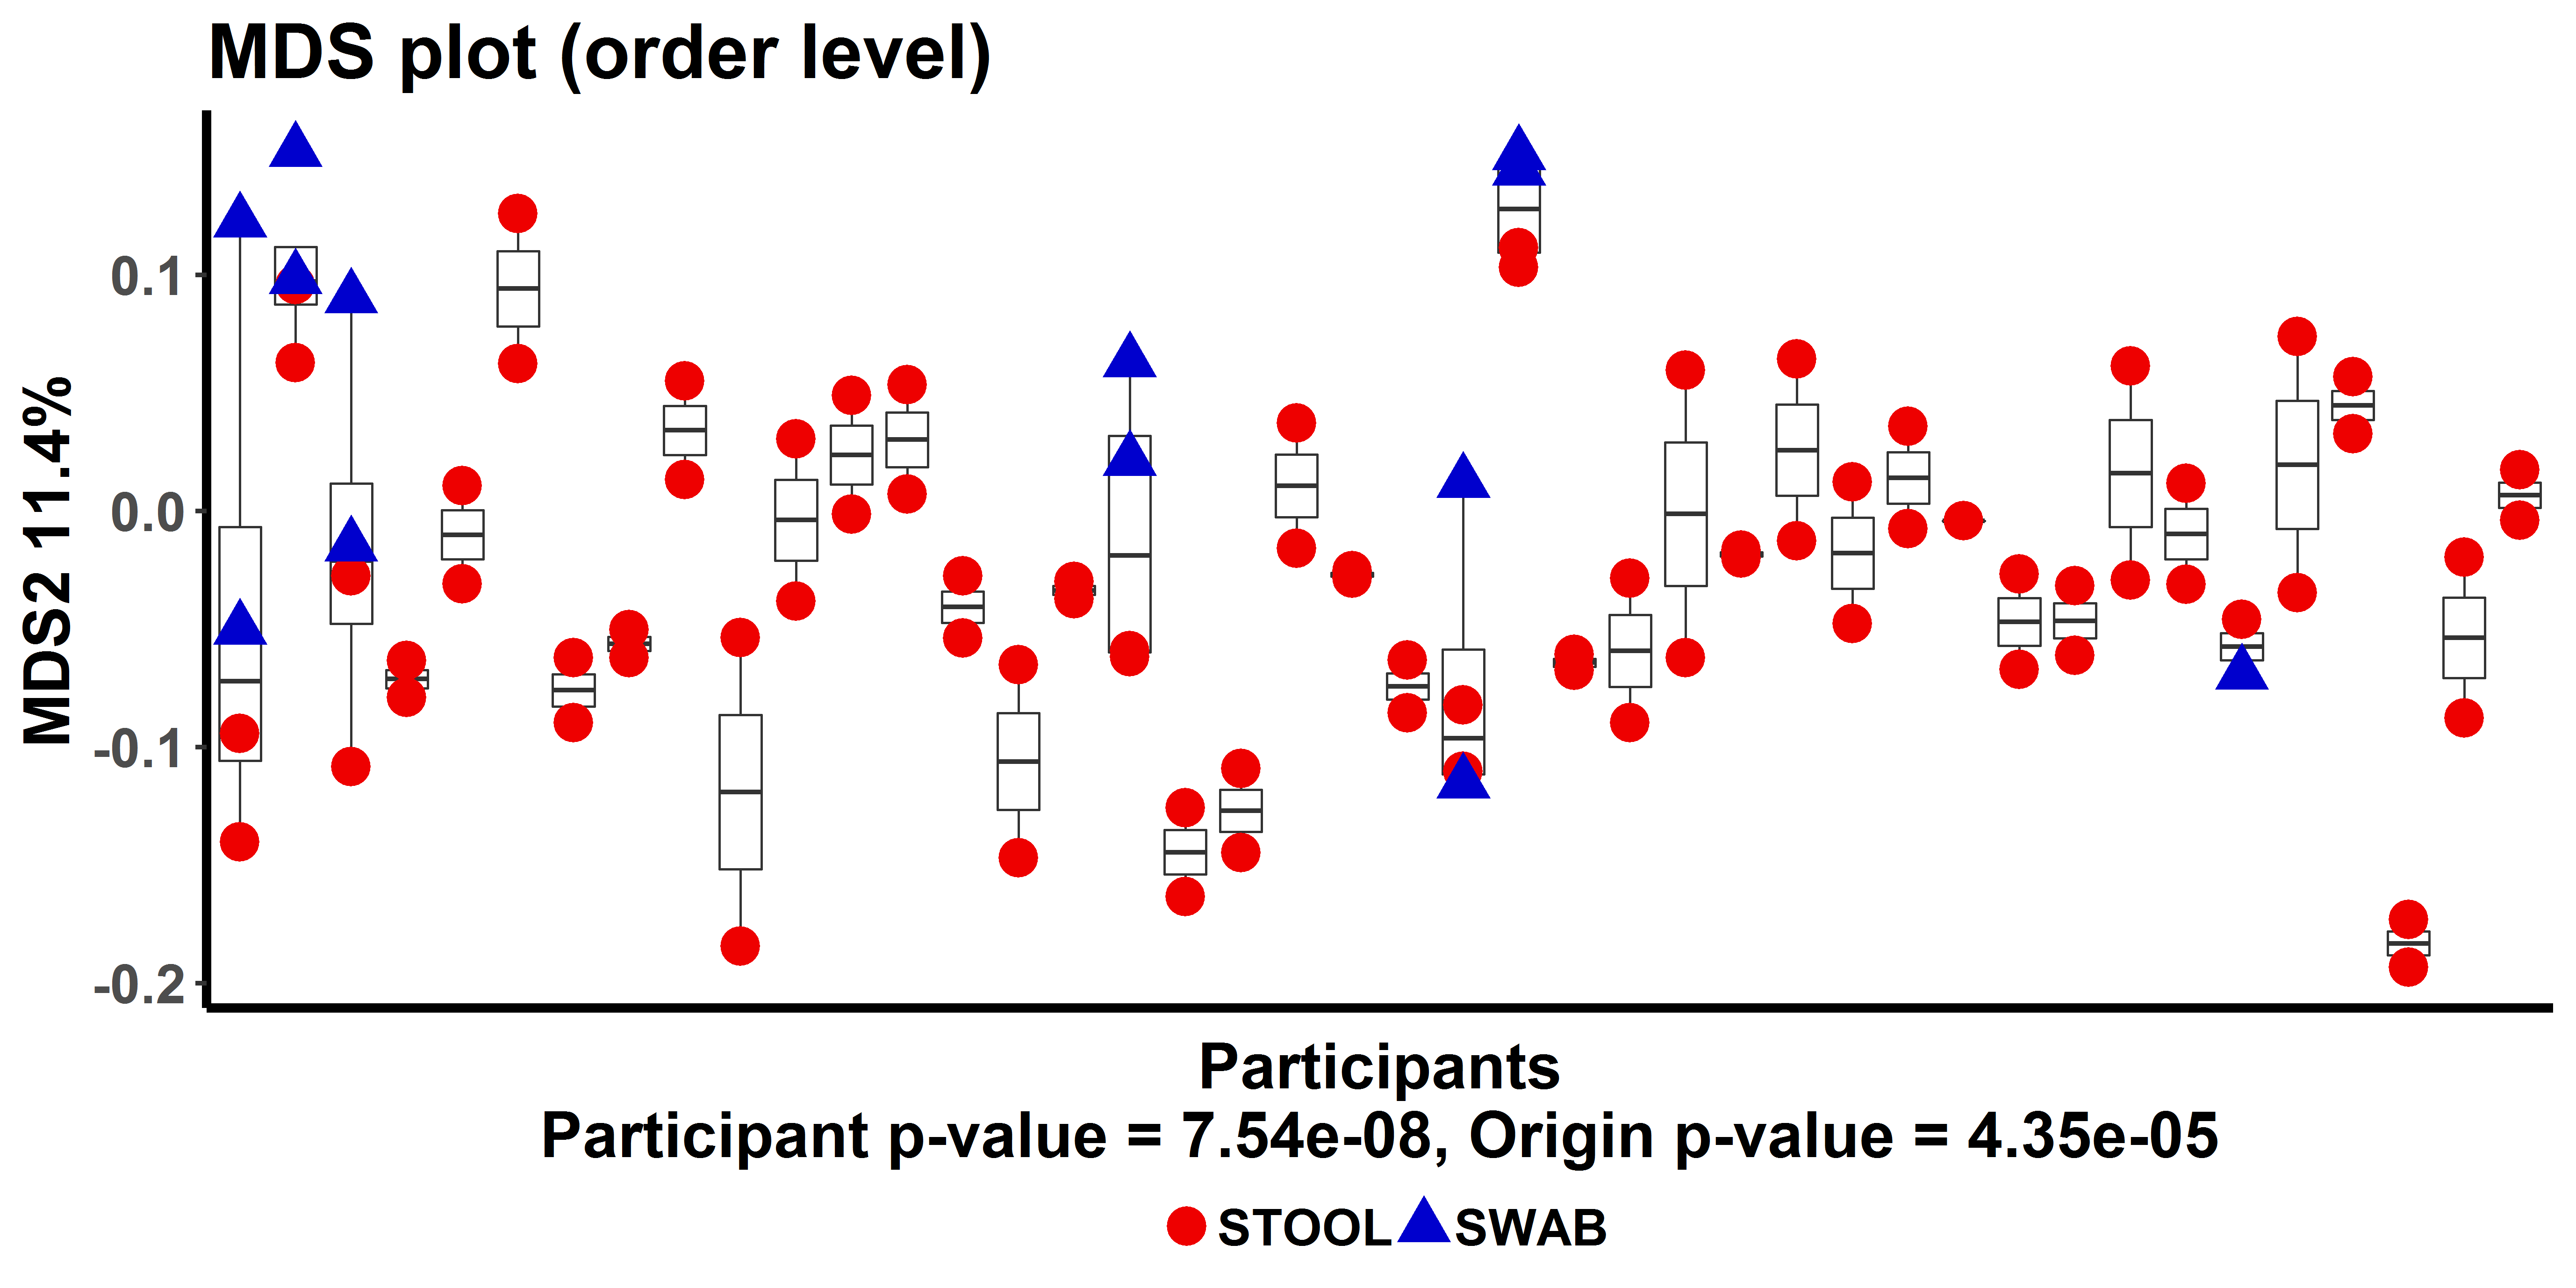 MDS plot (order level)
MDS2 11.4%
0.1
0.0
-0.1
-0.2
Participants
Participant p-value = 7.54e-08, Origin p-value = 4.35e-05
STOOL SWAB